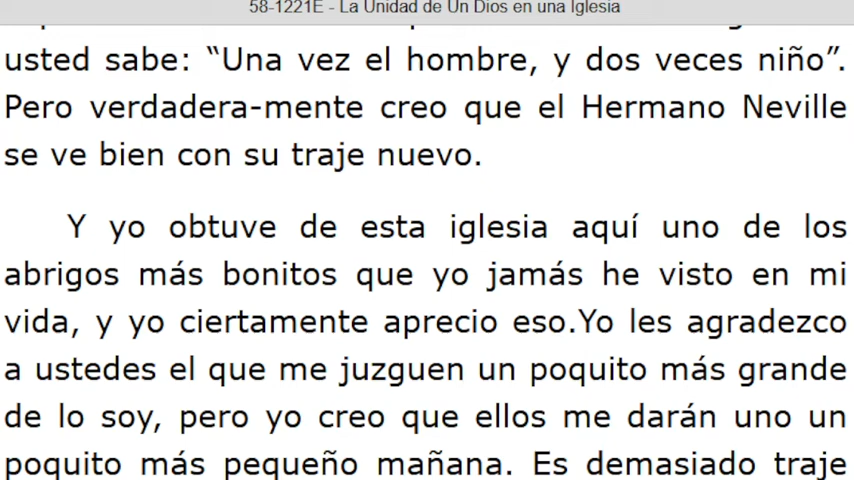 58-1221E - La Unidad de Un Dios en una Iglesia
usted sabe: “Una vez el hombre, y dos veces niño”.
Pero verdadera-mente creo que el Hermano Neville
se ve bien con su traje nuevo.
Y yo obtuve de esta iglesia aquí uno de los
abrigos más bonitos que yo jamás he visto en mi
vida, y yo ciertamente aprecio eso.Yo les agradezco
a ustedes el que me juzguen un poquito más grande
de lo soy, pero yo creo que ellos me darán uno un
poquito más pequeño mañana. Es demasiado traje